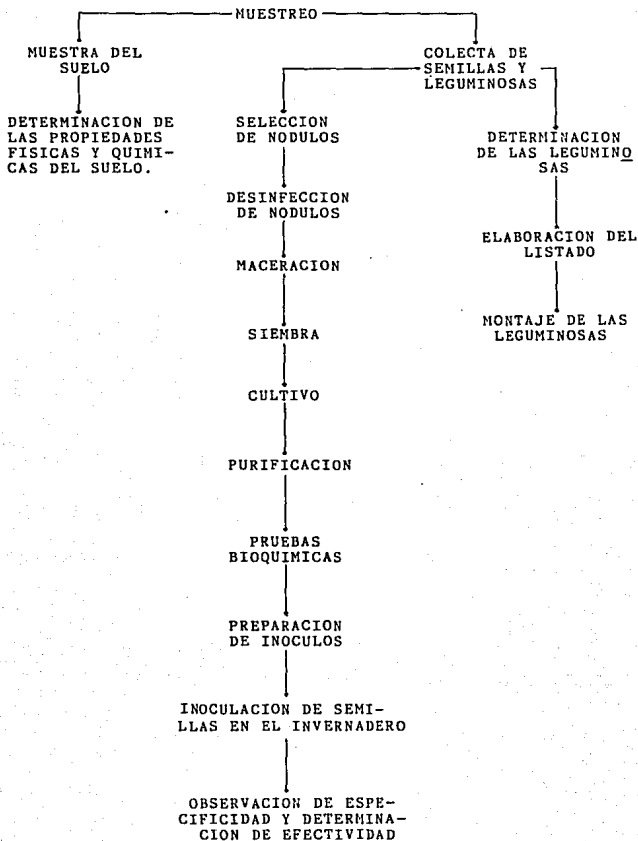 MUESTREO
MUESTRA DEL
SUELO
DETERMINACION DE
LAS PROPIEDADES
FISICAS Y QUIMI-
CAS DEL SUELO.
COLECTA DE
SEMILLAS Y
LEGUMINOSAS
SELECCION
DE NODULOS
DESINFECCION
DE NODULOS
MACERACION
SIEMBRA
CULTIVO
PURIFICACION
PRUEBAS
BIOQUIMICAS
PREPARACION
DE INOCULOS
INOCULACION DE SEMI-
LLAS EN EL INVERNADERO
OBSERVACION DE ESPE-
CIFICIDAD Y DETERMINA-
CION DE EFECTIVIDAD
DETERMINACION
DE LAS LEGUMINO
SAS
ELABORACION DEL
LISTADO
MONTAJE DE LAS
LEGUMINOSAS